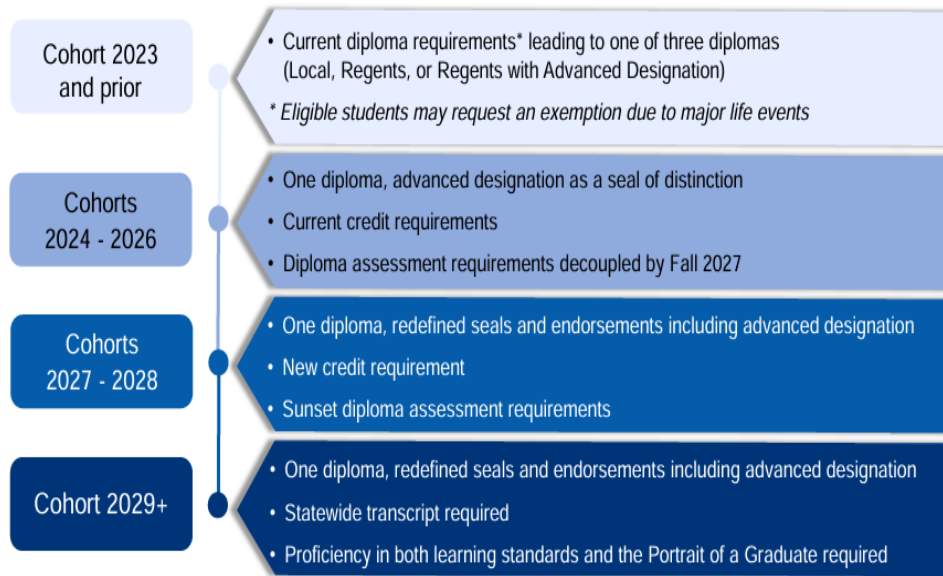 Cohort 2023
and prior
• Current diploma requirements* leading to one of three diplomas
(Local, Regents, or Regents with Advanced Designation)
* Eligible students may request an exemption due to major life events
Cohorts
2024 - 2026
• One diploma, advanced designation as a seal of distinction
• Current credit requirements
• Diploma assessment requirements decoupled by Fall 2027
Cohorts
2027 - 2028
• One diploma, redefined seals and endorsements including advanced designation
• New credit requirement
• Sunset diploma assessment requirements
Cohort 2029+
• One diploma, redefined seals and endorsements including advanced designation
• Statewide transcript required
• Proficiency in both learning standards and the Portrait of a Graduate required